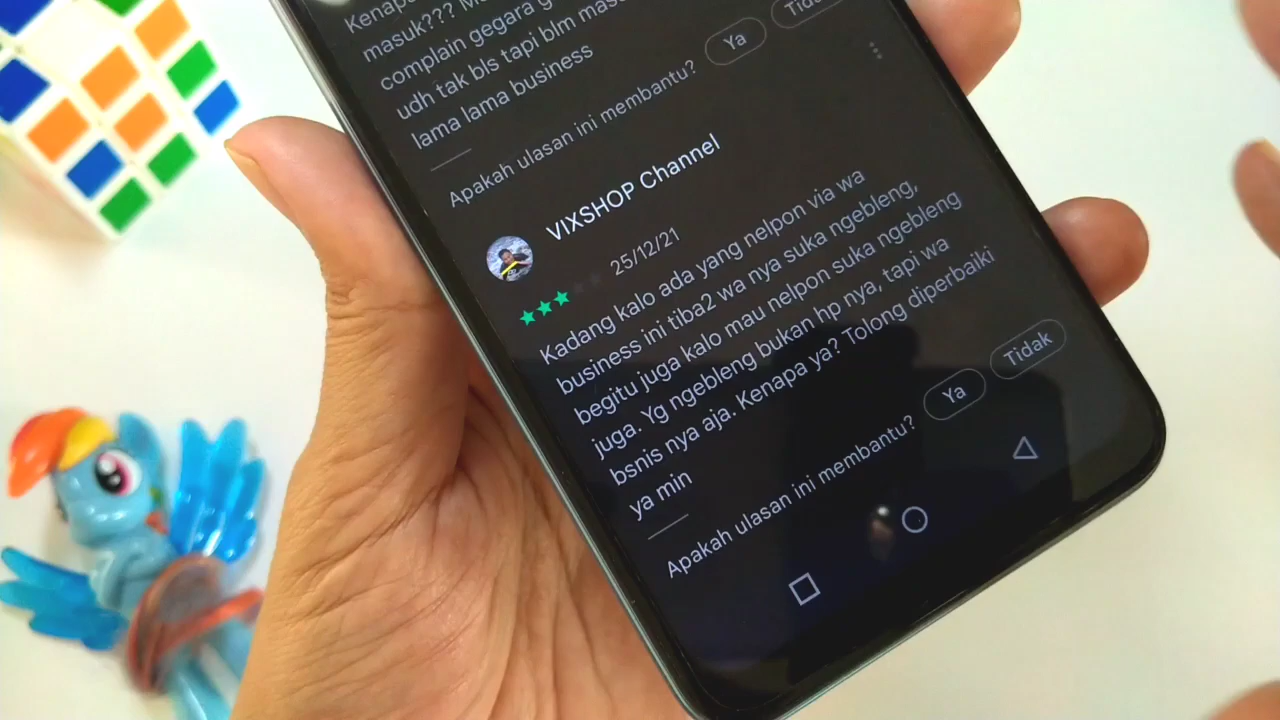 Kenapa
masuk???
complain gegara
udh tak bls tapi blm
lama lama business
Apakah ulasan ini membantu?
Ya
VIXSHOP Channel
25/12/21
Kadang kalo ada yang nelpon via wa
business ini tiba2 wa nya suka ngebleng,
begitu juga kalo mau nelpon suka ngebleng
juga. Yg ngebleng bukan hp nya, tapi wa
bsnis nya aja. Kenapa ya? Tolong diperbaiki
ya min
Apakah ulasan ini membantu?
Ya
Tidak